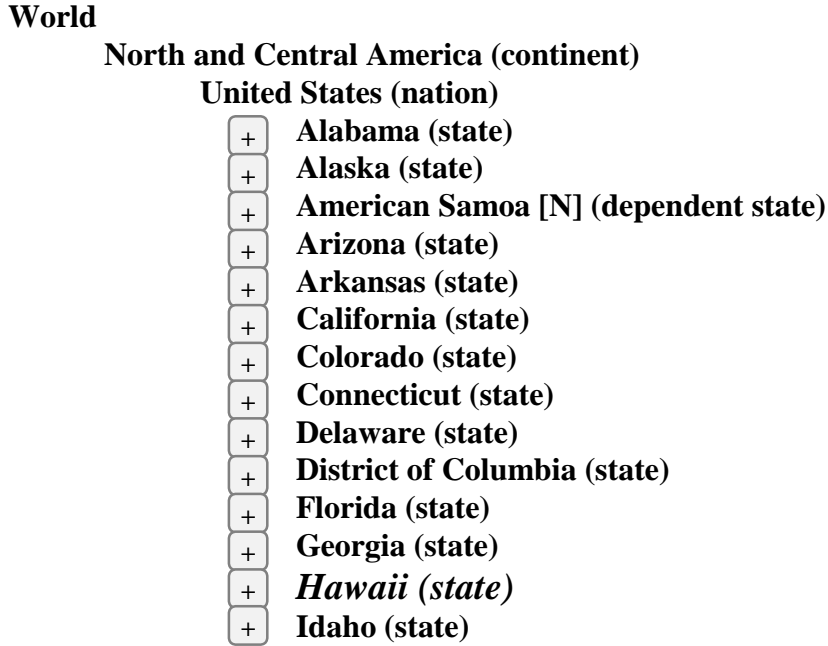 World
North and Central America (continent)
United States (nation)
+ Alabama (state)
+ Alaska (state)
+ American Samoa [N] (dependent state)
+ Arizona (state)
+ Arkansas (state)
+ California (state)
+ Colorado (state)
+ Connecticut (state)
+ Delaware (state)
+ District of Columbia (state)
+ Florida (state)
+ Georgia (state)
+ Hawaii (state)
+ Idaho (state)